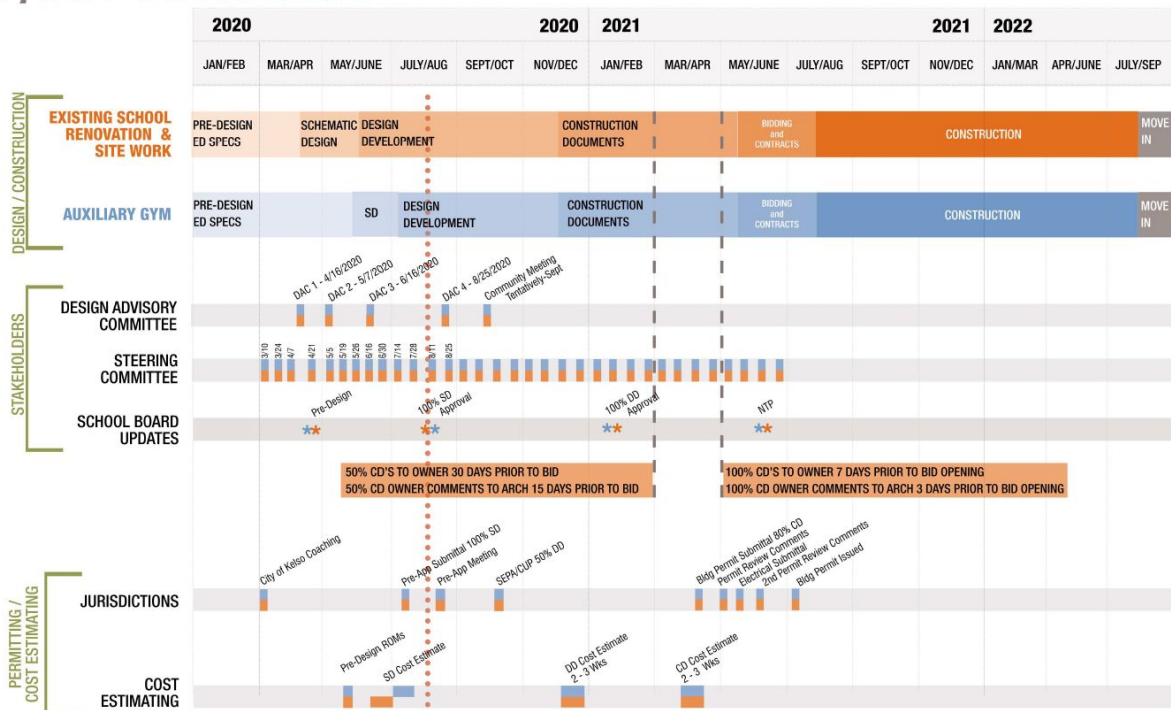 2020 2020 2021 2021 2022
JAN/FEB MAR/APR MAY/JUNE JULY/AUG SEPT/OCT NOV/DEC JAN/FEB MAR/APR MAY/JUNE JULY/AUG SEPT/OCT NOV/DEC JAN/MAR APR/JUNE JULY/SEP
DESIGN / CONSTRUCTION
EXISTING SCHOOL
RENOVATION &
SITE WORK
PRE-DESIGN
ED SPECS
SCHEMATIC
DESIGN
DESIGN
DEVELOPMENT
CONSTRUCTION
DOCUMENTS
BIDDING
and
CONTRACTS
CONSTRUCTION
MOVE
IN
AUXILIARY GYM
PRE-DESIGN
ED SPECS
SD
DESIGN
DEVELOPMENT
CONSTRUCTION
DOCUMENTS
BIDDING
and
CONTRACTS
CONSTRUCTION
MOVE
IN
STAKEHOLDERS
DESIGN ADVISORY
COMMITTEE
DAC 1 - 4/16/2020
DAC 2 - 5/7/2020
DAC 3 - 6/16/2020
DAC 4 - 8/25/2020
Community Meeting
Tentatively-Sept
STEERING
COMMITTEE
3/10
3/24
4/7
4/21
5/5
5/19
5/26
6/16
6/30
7/14
7/28
8/11
8/25
SCHOOL BOARD
UPDATES
Pre-Design
100% SD
Approval
100% DD
Approval
NTP
50% CD'S TO OWNER 30 DAYS PRIOR TO BID
50% CD OWNER COMMENTS TO ARCH 15 DAYS PRIOR TO BID
100% CD'S TO OWNER 7 DAYS PRIOR TO BID OPENING
100% CD OWNER COMMENTS TO ARCH 3 DAYS PRIOR TO BID OPENING
PERMITTING /
COST ESTIMATING
JURISDICTIONS
City of Kelso Coaching
Pre-App Submittal 100% SD
Pre-App Meeting
SEPA/CUP 50% DD
Bldg Permit Submittal 80% CD
Permit Review Comments
Electrical Submittal
2nd Permit Review Comments
Bldg Permit Issued
COST
ESTIMATING
Pre-Design ROMs
SD Cost Estimate
DD Cost Estimate
2 - 3 Wks
CD Cost Estimate
2 - 3 Wks